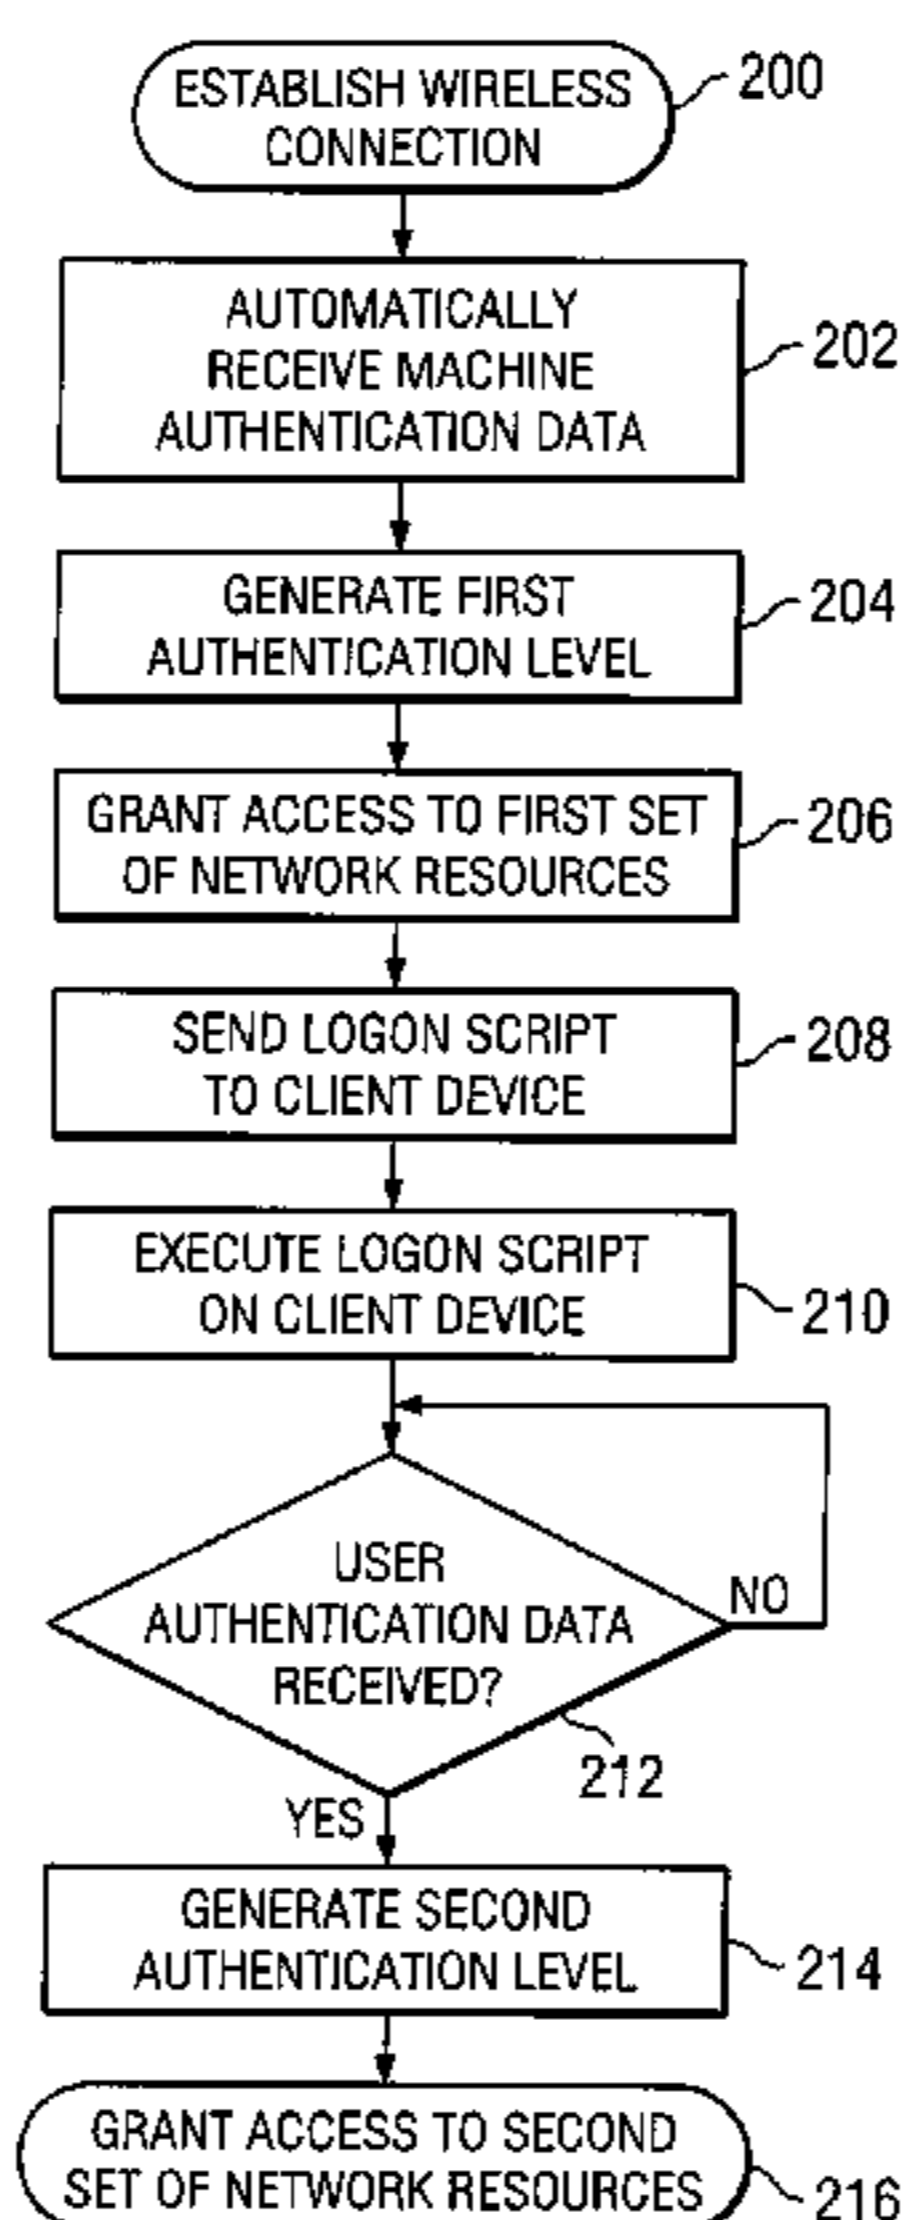 ESTABLISH WIRELESS
CONNECTION
200
AUTOMATICALLY
RECEIVE MACHINE
AUTHENTICATION DATA
202
GENERATE FIRST
AUTHENTICATION LEVEL
204
GRANT ACCESS TO FIRST SET
OF NETWORK RESOURCES
206
SEND LOGON SCRIPT
TO CLIENT DEVICE
208
EXECUTE LOGON SCRIPT
ON CLIENT DEVICE
210
USER
AUTHENTICATION DATA
RECEIVED?
NO
212
YES
GENERATE SECOND
AUTHENTICATION LEVEL
214
GRANT ACCESS TO SECOND
SET OF NETWORK RESOURCES
216